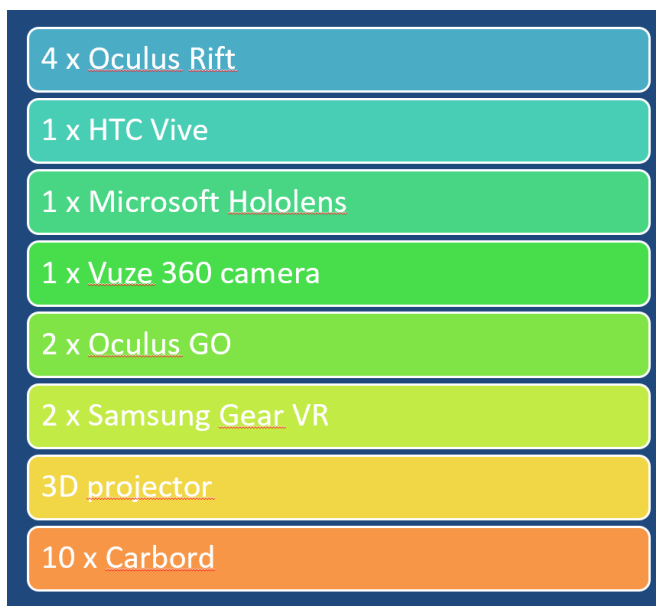 4 x Oculus Rift
1 x HTC Vive
1 x Microsoft Hololens
1 x Vuze 360 camera
2 x Oculus GO
2 x Samsung Gear VR
3D projector
10 x Carbord